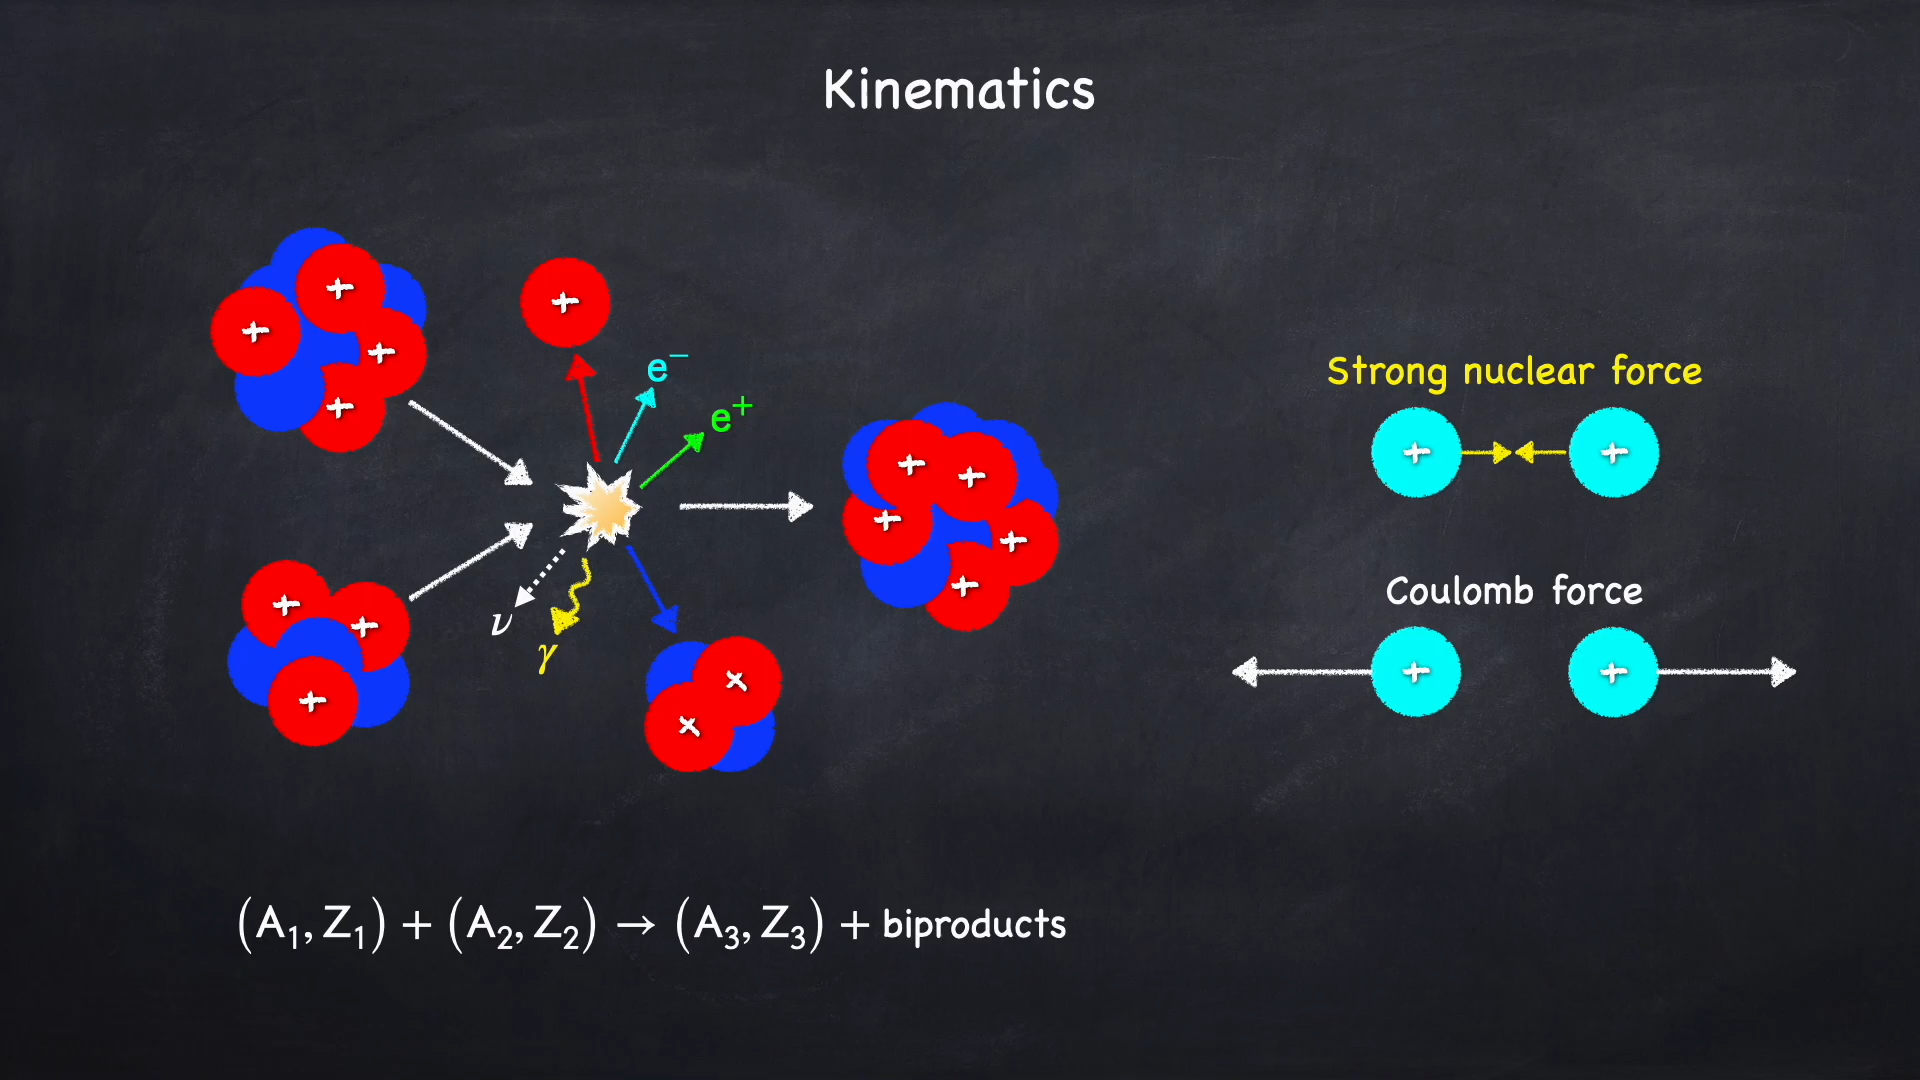 Kinematics
+ + + +
+
e⁻
e⁺
Strong nuclear force
+ +
+ + + + +
+ + +
ν
γ
+ +
Coulomb force
+ +
(A₁, Z₁) + (A₂, Z₂) → (A₃, Z₃) + biproducts